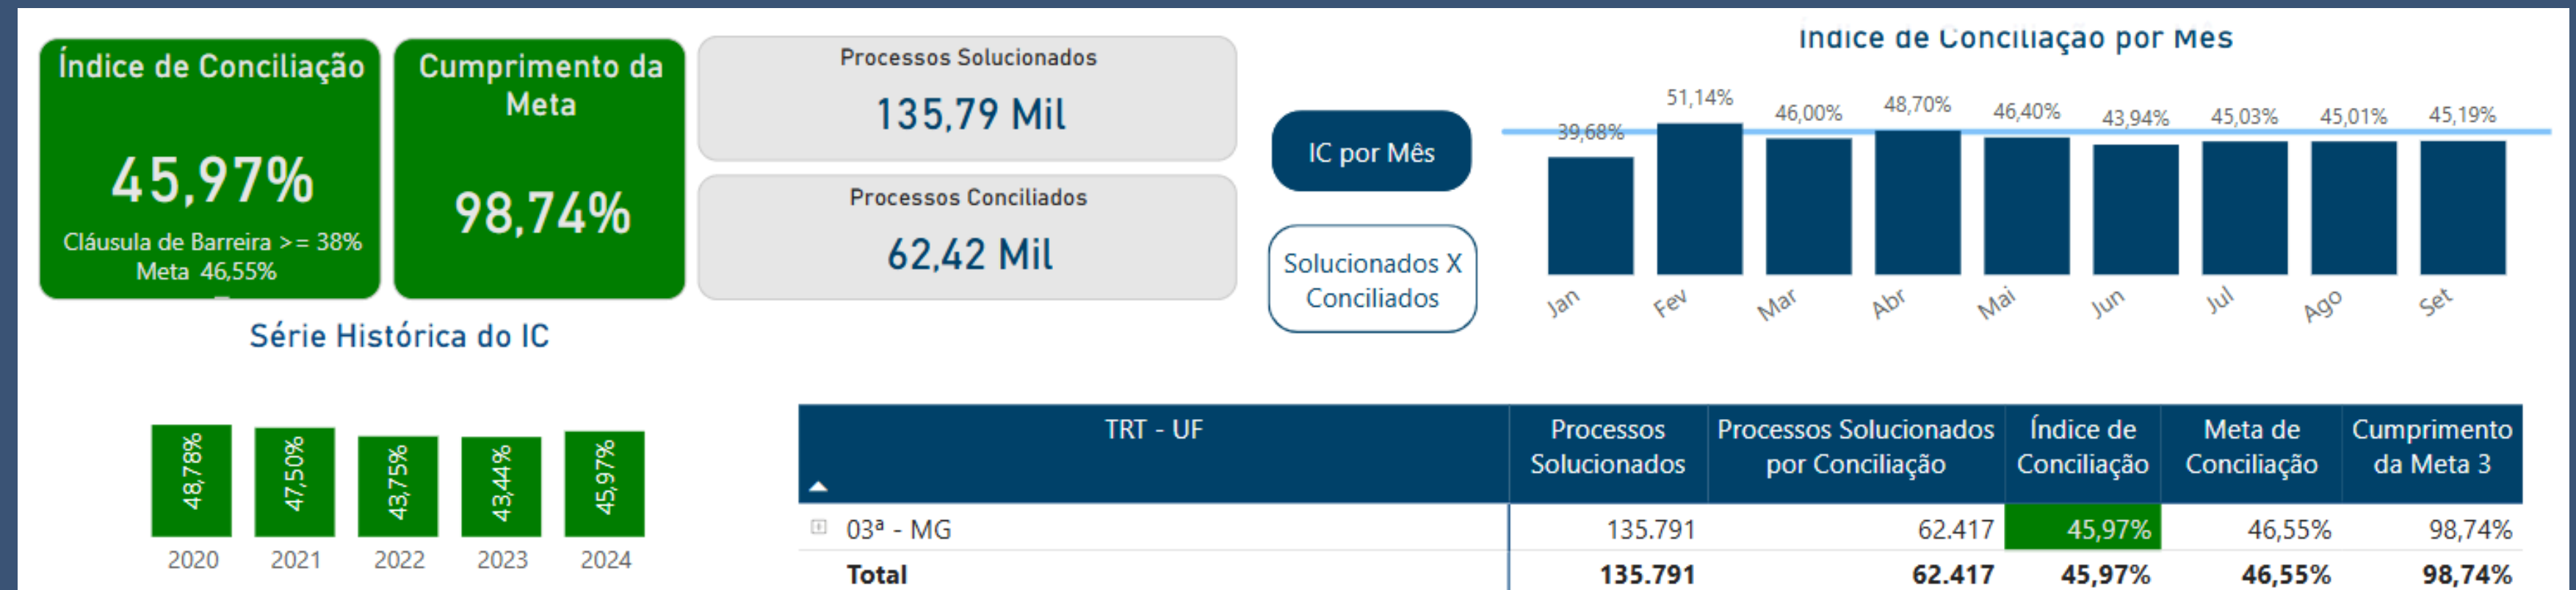 Índice de Conciliação
45,97%
Cláusula de Barreira >= 38%
Meta 46,55%
Cumprimento da
Meta
98,74%
Processos Solucionados
135,79 Mil
Processos Conciliados
62,42 Mil
IC por Mês
Solucionados X
Conciliados
Índice de Conciliação por Mês
39,68% 51,14% 46,00% 48,70% 46,40% 43,94% 45,03% 45,01% 45,19%
Jan Fev Mar Abr Mai Jun Jul Ago Set
Série Histórica do IC
48,78% 47,50% 43,75% 43,44% 45,97%
2020 2021 2022 2023 2024
TRT - UF Processos Solucionados Processos Solucionados por Conciliação Índice de Conciliação Meta de Conciliação Cumprimento da Meta 3
03ª - MG 135.791 62.417 45,97% 46,55% 98,74%
Total 135.791 62.417 45,97% 46,55% 98,74%